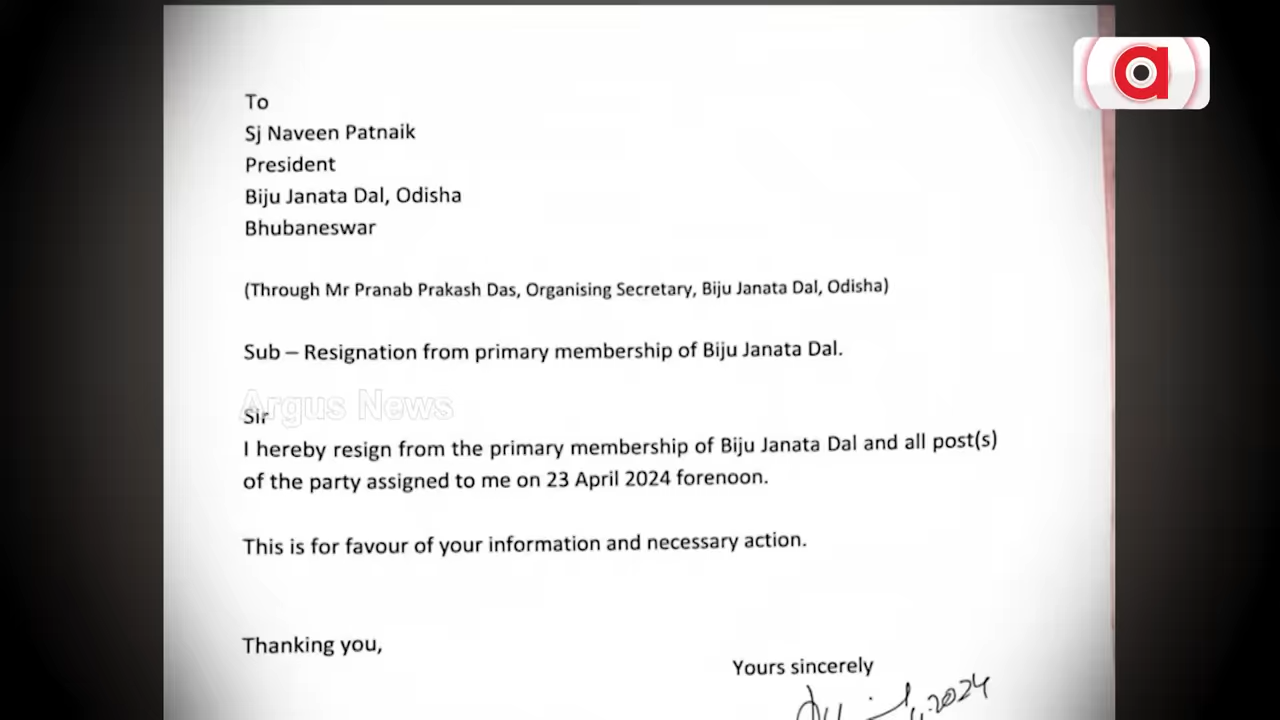 To
Sj Naveen Patnaik
President
Biju Janata Dal, Odisha
Bhubaneswar
(Through Mr Pranab Prakash Das, Organising Secretary, Biju Janata Dal, Odisha)
Sub – Resignation from primary membership of Biju Janata Dal.
Argus News
Sir
I hereby resign from the primary membership of Biju Janata Dal and all post(s)
of the party assigned to me on 23 April 2024 forenoon.
This is for favour of your information and necessary action.
Thanking you,
Yours sincerely
2024